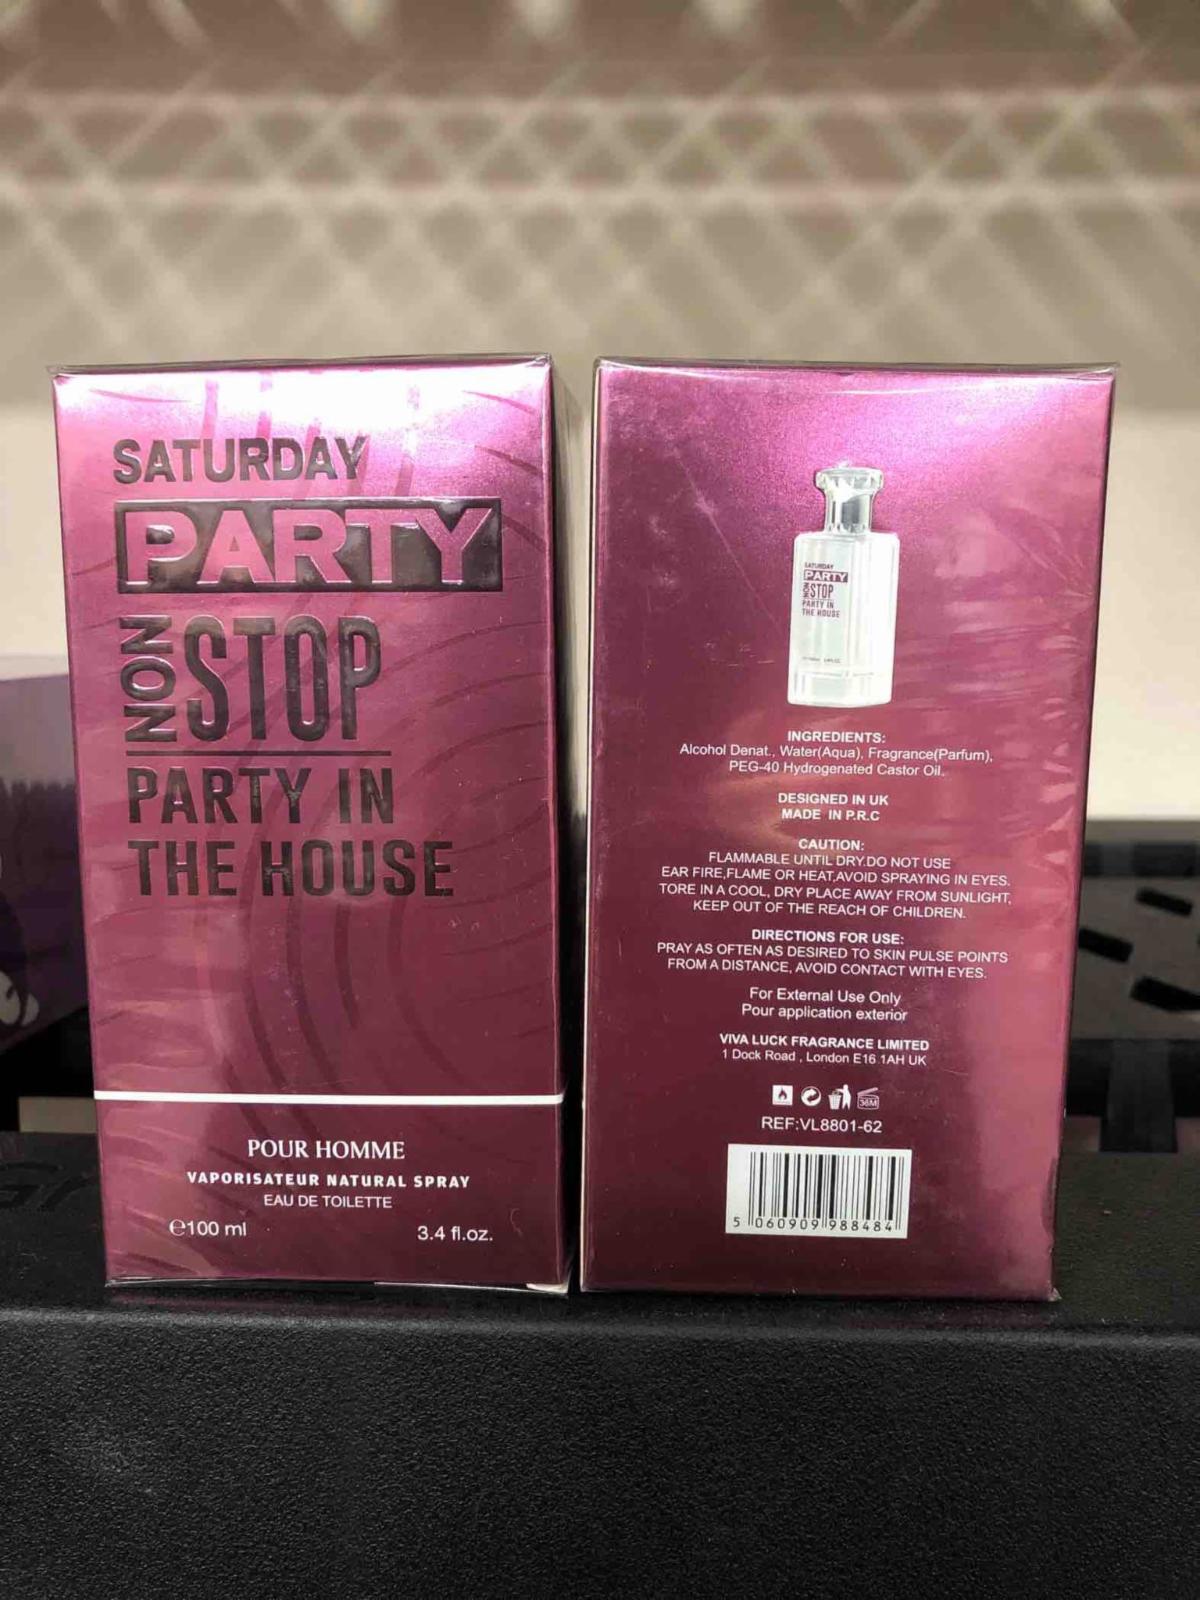 SATURDAY
PARTY
NON STOP
PARTY IN
THE HOUSE
POUR HOMME
VAPORISATEUR NATURAL SPRAY
EAU DE TOILETTE
℮100 ml
3.4 fl.oz.
SATURDAY
PARTY
NON STOP
PARTY IN
THE HOUSE
INGREDIENTS:
Alcohol Denat., Water(Aqua), Fragrance(Parfum),
PEG-40 Hydrogenated Castor Oil.
DESIGNED IN UK
MADE IN P.R.C
CAUTION:
FLAMMABLE UNTIL DRY.DO NOT USE
EAR FIRE,FLAME OR HEAT,AVOID SPRAYING IN EYES.
TORE IN A COOL, DRY PLACE AWAY FROM SUNLIGHT,
KEEP OUT OF THE REACH OF CHILDREN.
DIRECTIONS FOR USE:
PRAY AS OFTEN AS DESIRED TO SKIN PULSE POINTS
FROM A DISTANCE, AVOID CONTACT WITH EYES.
For External Use Only
Pour application exterior
VIVA LUCK FRAGRANCE LIMITED
1 Dock Road , London E16 1AH UK
36M
REF:VL8801-62
5 060909 988484